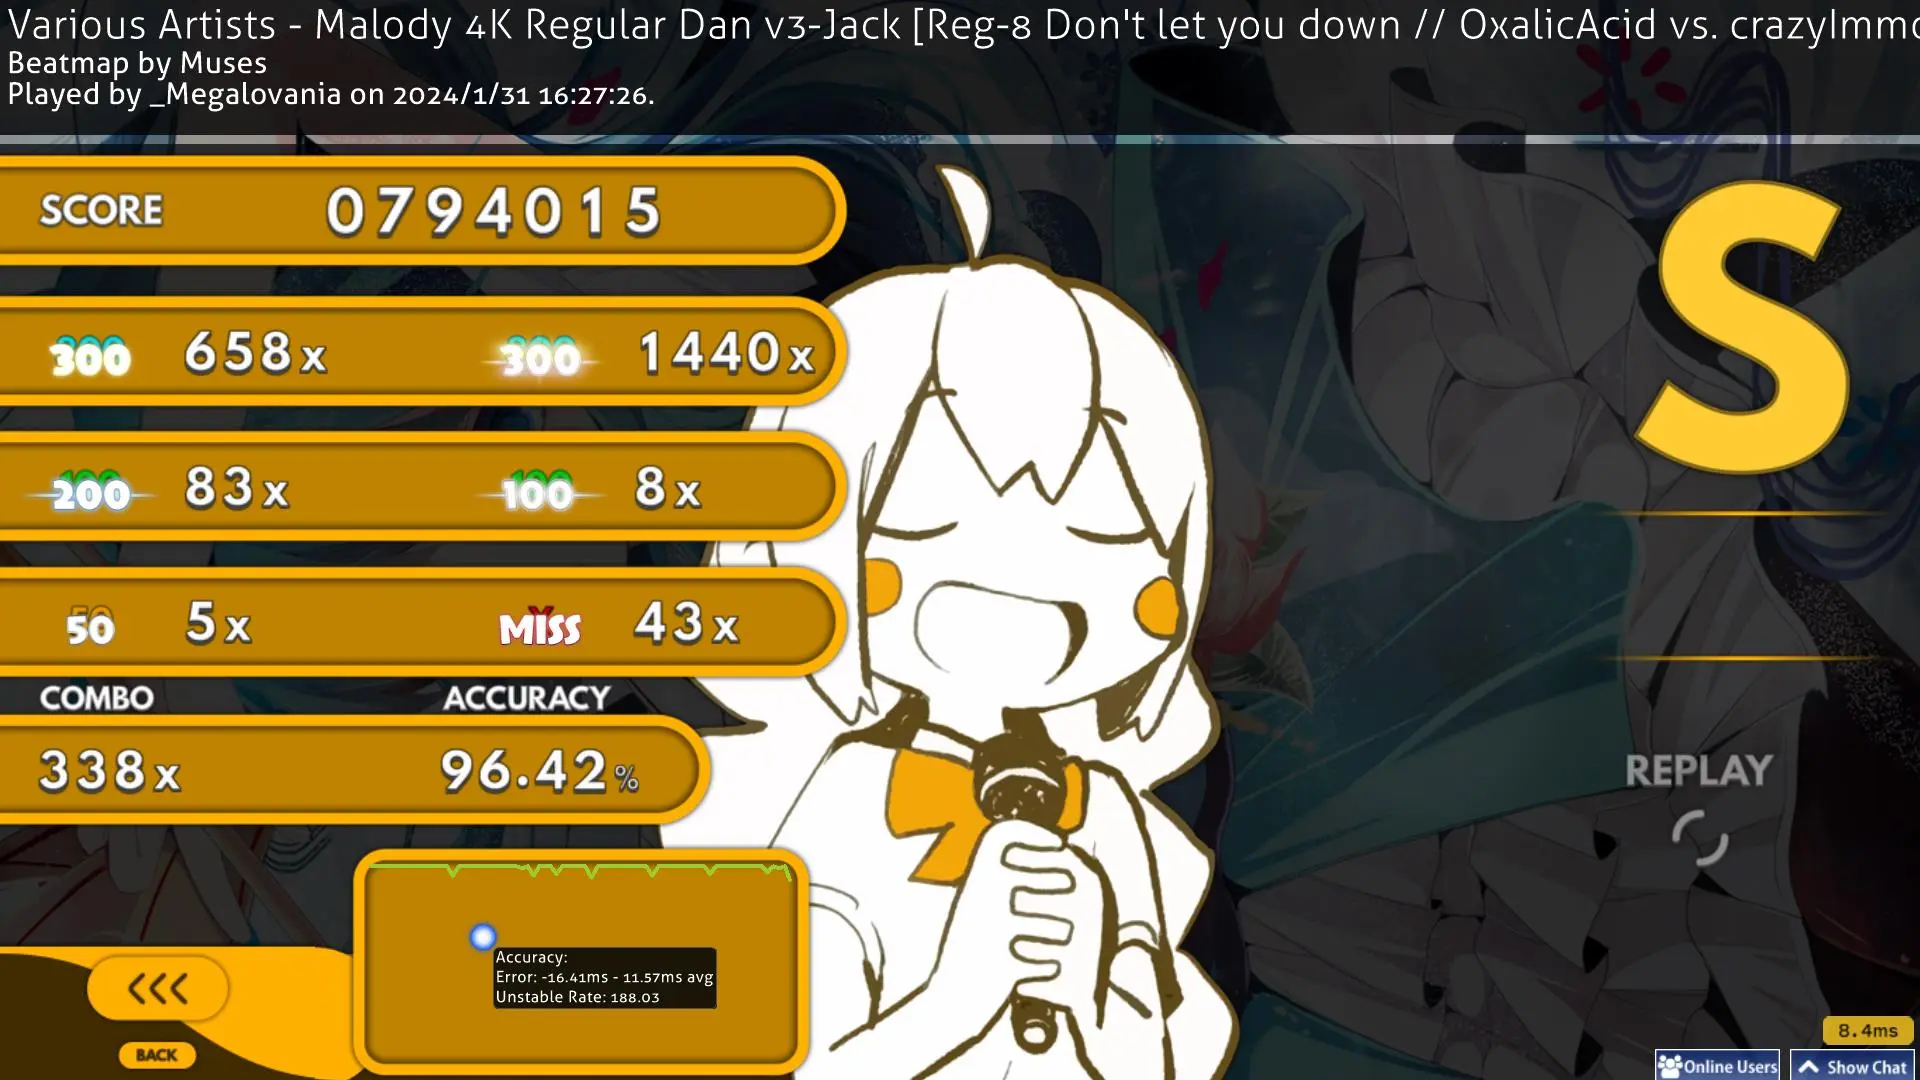 Various Artists - Malody 4K Regular Dan v3-Jack [Reg-8 Don't let you down // OxalicAcid vs. crazyImmo
Beatmap by Muses
Played by _Megalovania on 2024/1/31 16:27:26.
SCORE 0794015
300 658x 300 1440x
200 83x 100 8x
50 5x MISS 43x
COMBO ACCURACY
338x 96.42%
REPLAY
Accuracy:
Error: -16.41ms - 11.57ms avg
Unstable Rate: 188.03
S
<<<
BACK
8.4ms
Online Users Show Chat